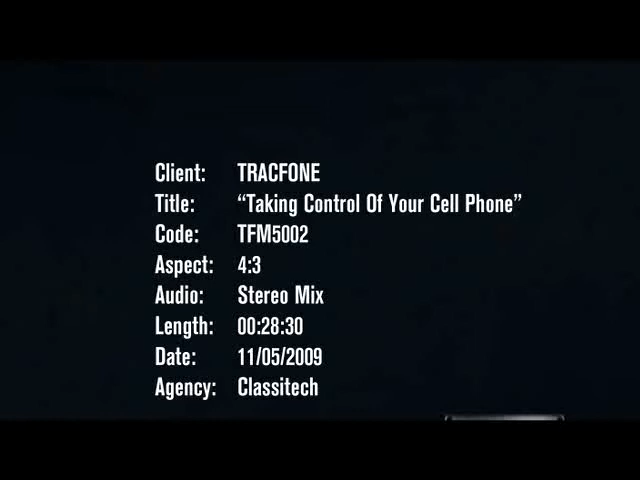 Client: TRACFONE
Title: “Taking Control Of Your Cell Phone”
Code: TFM5002
Aspect: 4:3
Audio: Stereo Mix
Length: 00:28:30
Date: 11/05/2009
Agency: Classitech